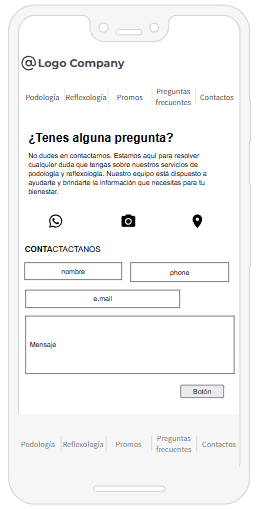 @Logo Company
Podología Reflexología Promos Preguntas frecuentes Contactos
¿Tenes alguna pregunta?
No dudes en contactarnos. Estamos aquí para resolver
cualquier duda que tengas sobre nuestros servicios de
podología y reflexología. Nuestro equipo está dispuesto a
ayudarte y brindarte la información que necesitas para tu
bienestar.
CONTACTACTANOS
nombre phone
e.mail
Mensaje
Botón
Podología Reflexología Promos Preguntas frecuentes Contactos